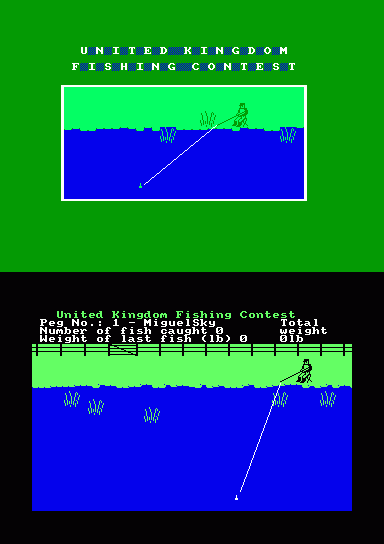 UNITED KINGDOM
FISHING CONTEST
United Kingdom Fishing Contest
Peg No.: 1 - MiguelSky Total
Number of fish caught 0 weight
Weight of last fish (lb) 0 0lb